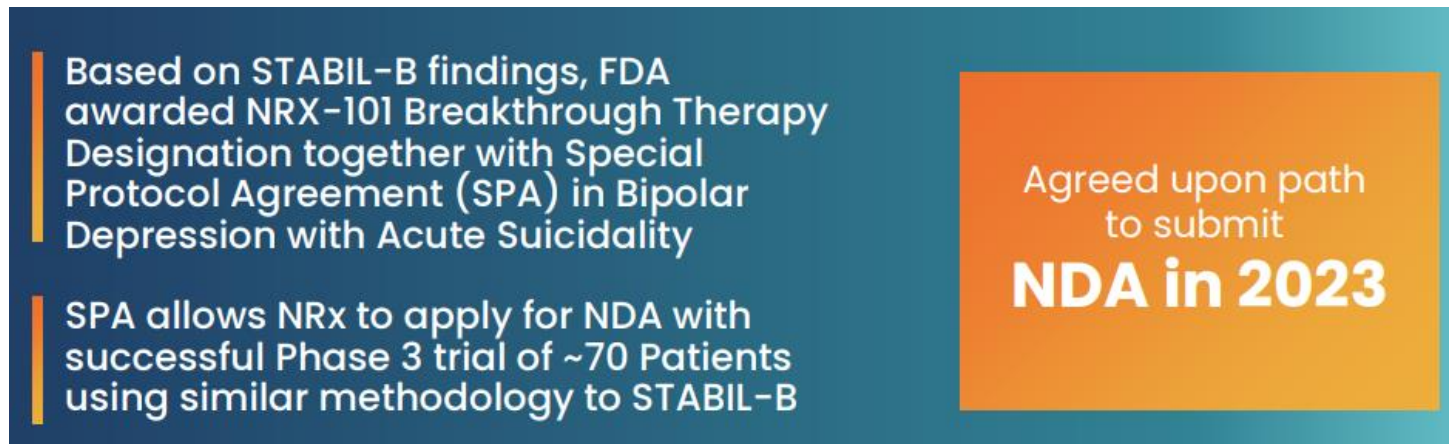 Based on STABIL-B findings, FDA
awarded NRX-101 Breakthrough Therapy
Designation together with Special
Protocol Agreement (SPA) in Bipolar
Depression with Acute Suicidality
SPA allows NRx to apply for NDA with
successful Phase 3 trial of ~70 Patients
using similar methodology to STABIL-B
Agreed upon path
to submit
NDA in 2023